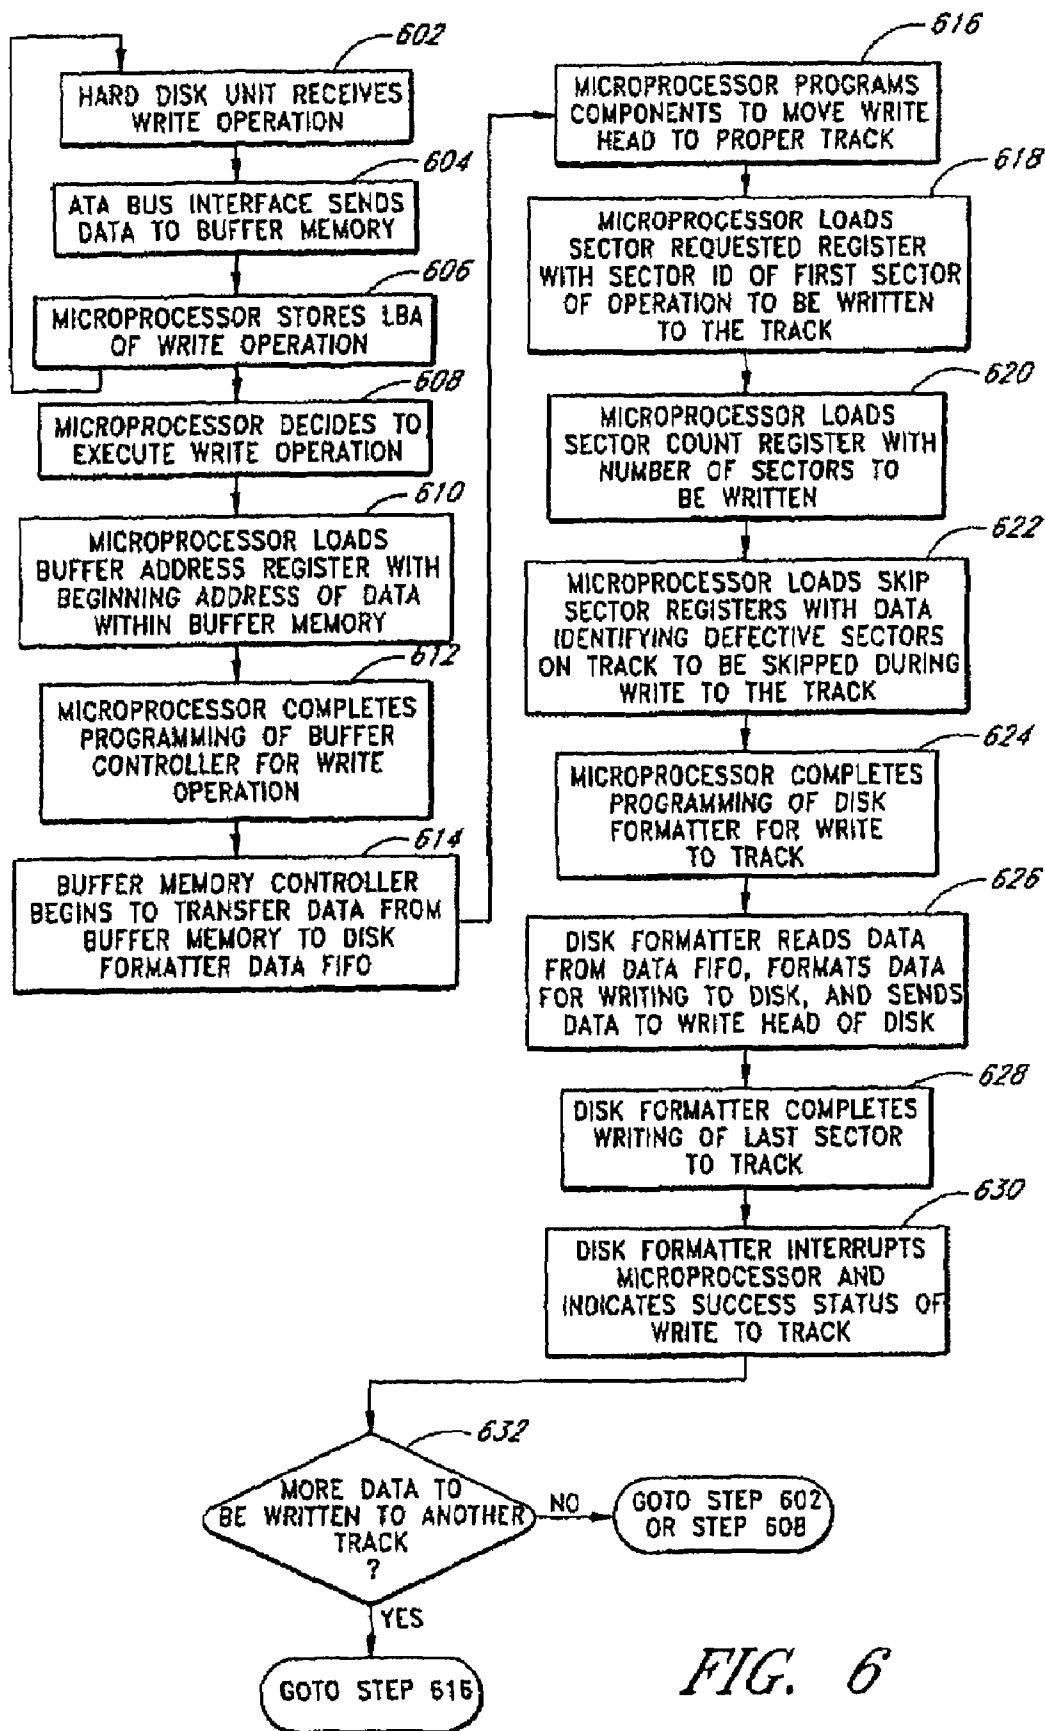 602
HARD DISK UNIT RECEIVES
WRITE OPERATION
604
ATA BUS INTERFACE SENDS
DATA TO BUFFER MEMORY
606
MICROPROCESSOR STORES LBA
OF WRITE OPERATION
608
MICROPROCESSOR DECIDES TO
EXECUTE WRITE OPERATION
610
MICROPROCESSOR LOADS
BUFFER ADDRESS REGISTER WITH
BEGINNING ADDRESS OF DATA
WITHIN BUFFER MEMORY
612
MICROPROCESSOR COMPLETES
PROGRAMMING OF BUFFER
CONTROLLER FOR WRITE
OPERATION
614
BUFFER MEMORY CONTROLLER
BEGINS TO TRANSFER DATA FROM
BUFFER MEMORY TO DISK
FORMATTER DATA FIFO
616
MICROPROCESSOR PROGRAMS
COMPONENTS TO MOVE WRITE
HEAD TO PROPER TRACK
618
MICROPROCESSOR LOADS
SECTOR REQUESTED REGISTER
WITH SECTOR ID OF FIRST SECTOR
OF OPERATION TO BE WRITTEN
TO THE TRACK
620
MICROPROCESSOR LOADS
SECTOR COUNT REGISTER WITH
NUMBER OF SECTORS TO
BE WRITTEN
622
MICROPROCESSOR LOADS SKIP
SECTOR REGISTERS WITH DATA
IDENTIFYING DEFECTIVE SECTORS
ON TRACK TO BE SKIPPED DURING
WRITE TO THE TRACK
624
MICROPROCESSOR COMPLETES
PROGRAMMING OF DISK
FORMATTER FOR WRITE
TO TRACK
626
DISK FORMATTER READS DATA
FROM DATA FIFO, FORMATS DATA
FOR WRITING TO DISK, AND SENDS
DATA TO WRITE HEAD OF DISK
628
DISK FORMATTER COMPLETES
WRITING OF LAST SECTOR
TO TRACK
630
DISK FORMATTER INTERRUPTS
MICROPROCESSOR AND
INDICATES SUCCESS STATUS OF
WRITE TO TRACK
632
MORE DATA TO
BE WRITTEN TO ANOTHER
TRACK
?
NO
GOTO STEP 602
OR STEP 608
YES
GOTO STEP 616
FIG. 6